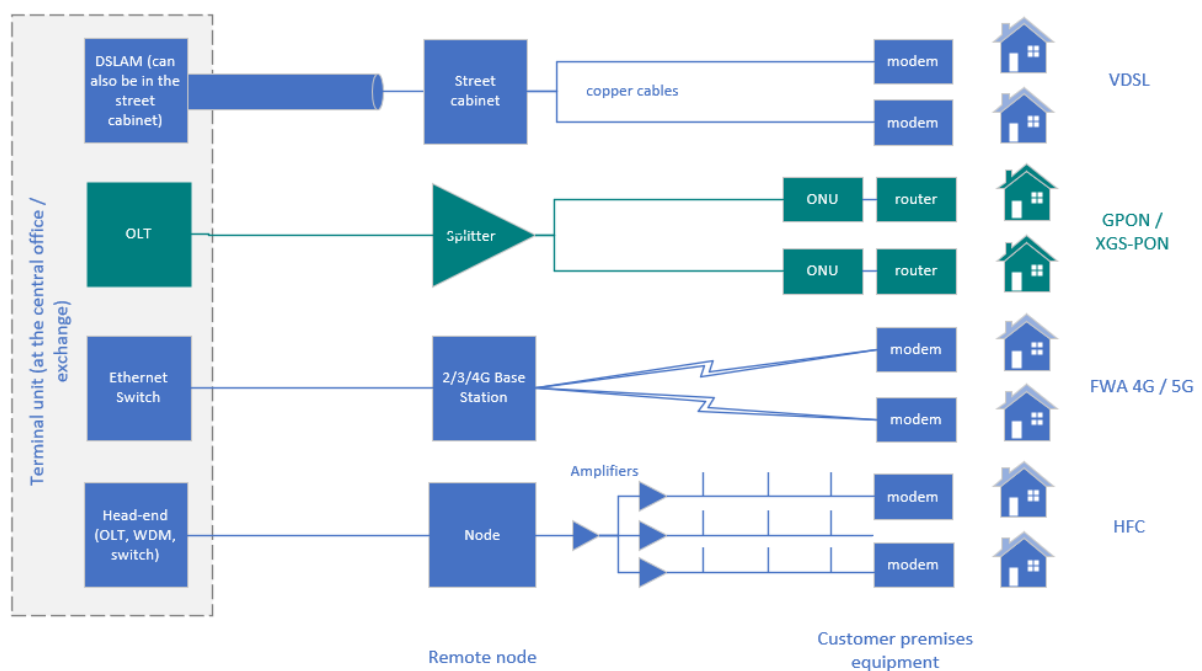 DSLAM (can
also be in the
street
cabinet)
Street
cabinet
copper cables
modem
modem
VDSL
OLT
Splitter
ONU
router
ONU
router
GPON /
XGS-PON
Terminal unit (at the central office /
exchange)
Ethernet
Switch
2/3/4G Base
Station
modem
modem
FWA 4G / 5G
Head-end
(OLT, WDM,
switch)
Node
Amplifiers
modem
modem
HFC
Remote node
Customer premises
equipment